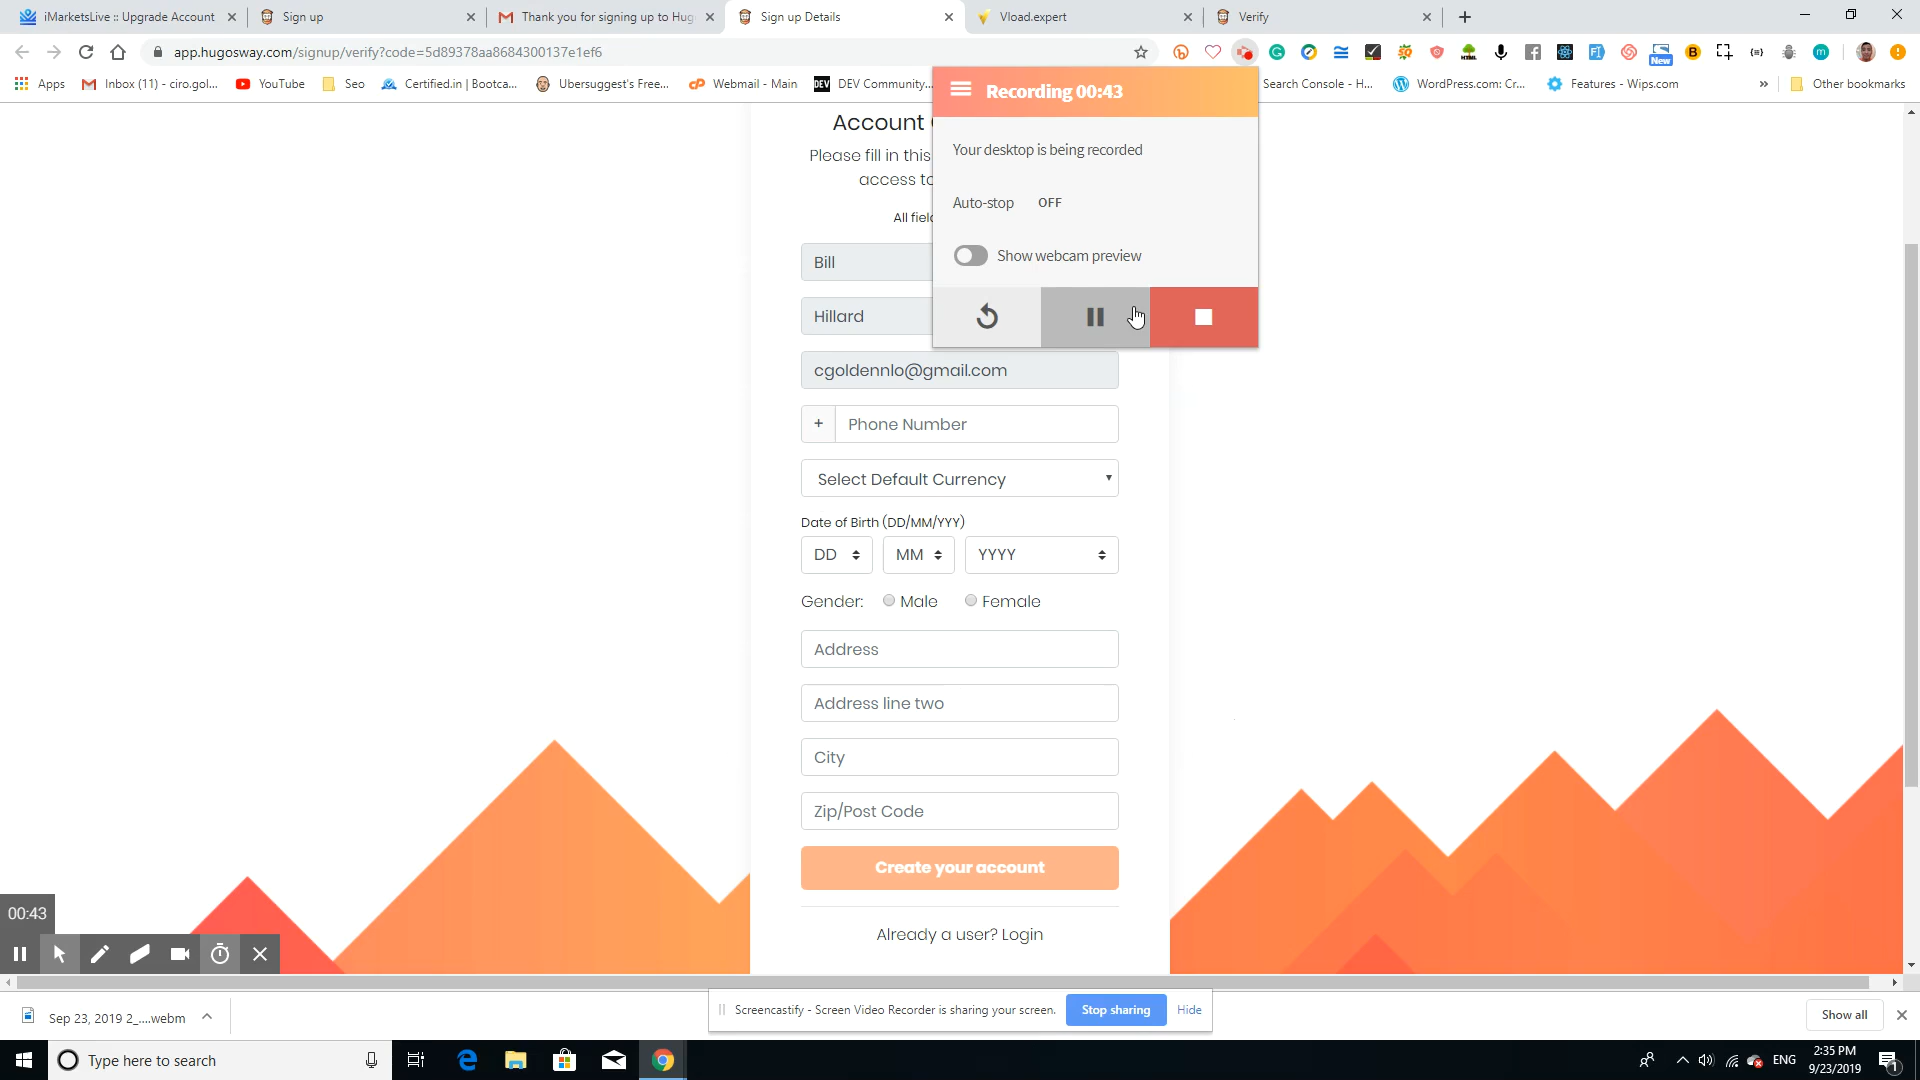 iMarketsLive :: Upgrade Account
Sign up
Thank you for signing up to Hug
Sign up Details
Vload.expert
Verify
app.hugosway.com/signup/verify?code=5d89378aa8684300137e1ef6
New
Apps
Inbox (11) - ciro.gol...
YouTube
Seo
Certified.in | Bootca...
Ubersuggest's Free...
Webmail - Main
DEV Community...
Search Console - H...
WordPress.com: Cr...
Features - Wips.com
»
Other bookmarks
Recording 00:43
Your desktop is being recorded
Auto-stop OFF
Show webcam preview
Account
Please fill in this
access to
All field
Bill
Hillard
cgoldennlo@gmail.com
+ Phone Number
Select Default Currency
Date of Birth (DD/MM/YYY)
DD MM YYYY
Gender: Male Female
Address
Address line two
City
Zip/Post Code
Create your account
Already a user? Login
00:43
Sep 23, 2019 2_....webm
Screencastify - Screen Video Recorder is sharing your screen.
Stop sharing
Hide
Show all
Type here to search
ENG
2:35 PM
9/23/2019
1